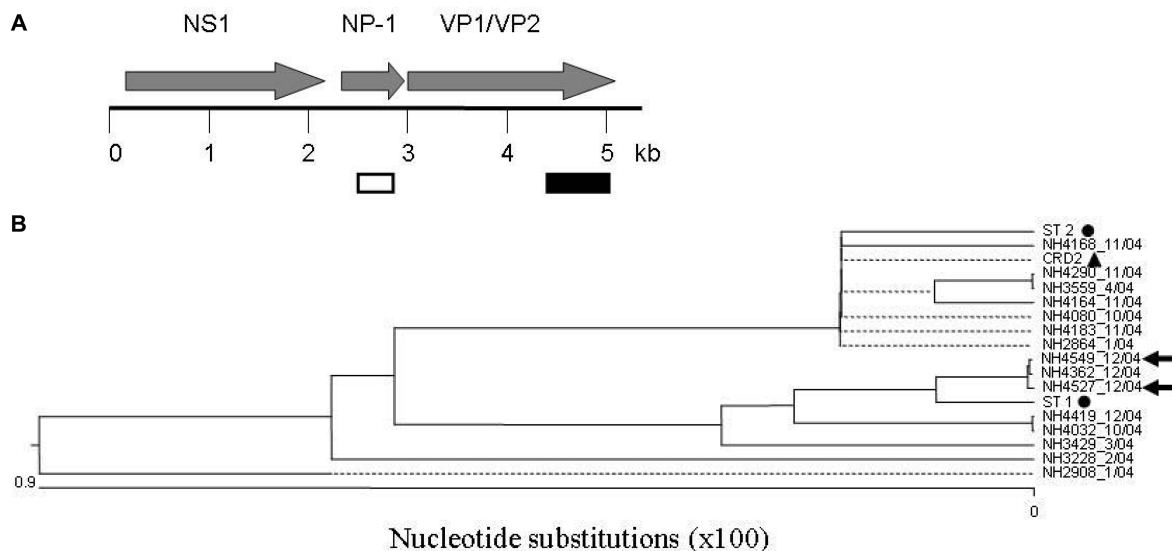 A
NS1 NP-1 VP1/VP2
0 1 2 3 4 5 kb
B
ST 2
NH4168_11/04
CRD2
NH4290_11/04
NH3559_4/04
NH4164_11/04
NH4080_10/04
NH4183_11/04
NH2864_1/04
NH4549_12/04
NH4362_12/04
NH4527_12/04
ST 1
NH4419_12/04
NH4032_10/04
NH3429_3/04
NH3228_2/04
NH2908_1/04
0.9
0
Nucleotide substitutions (x100)